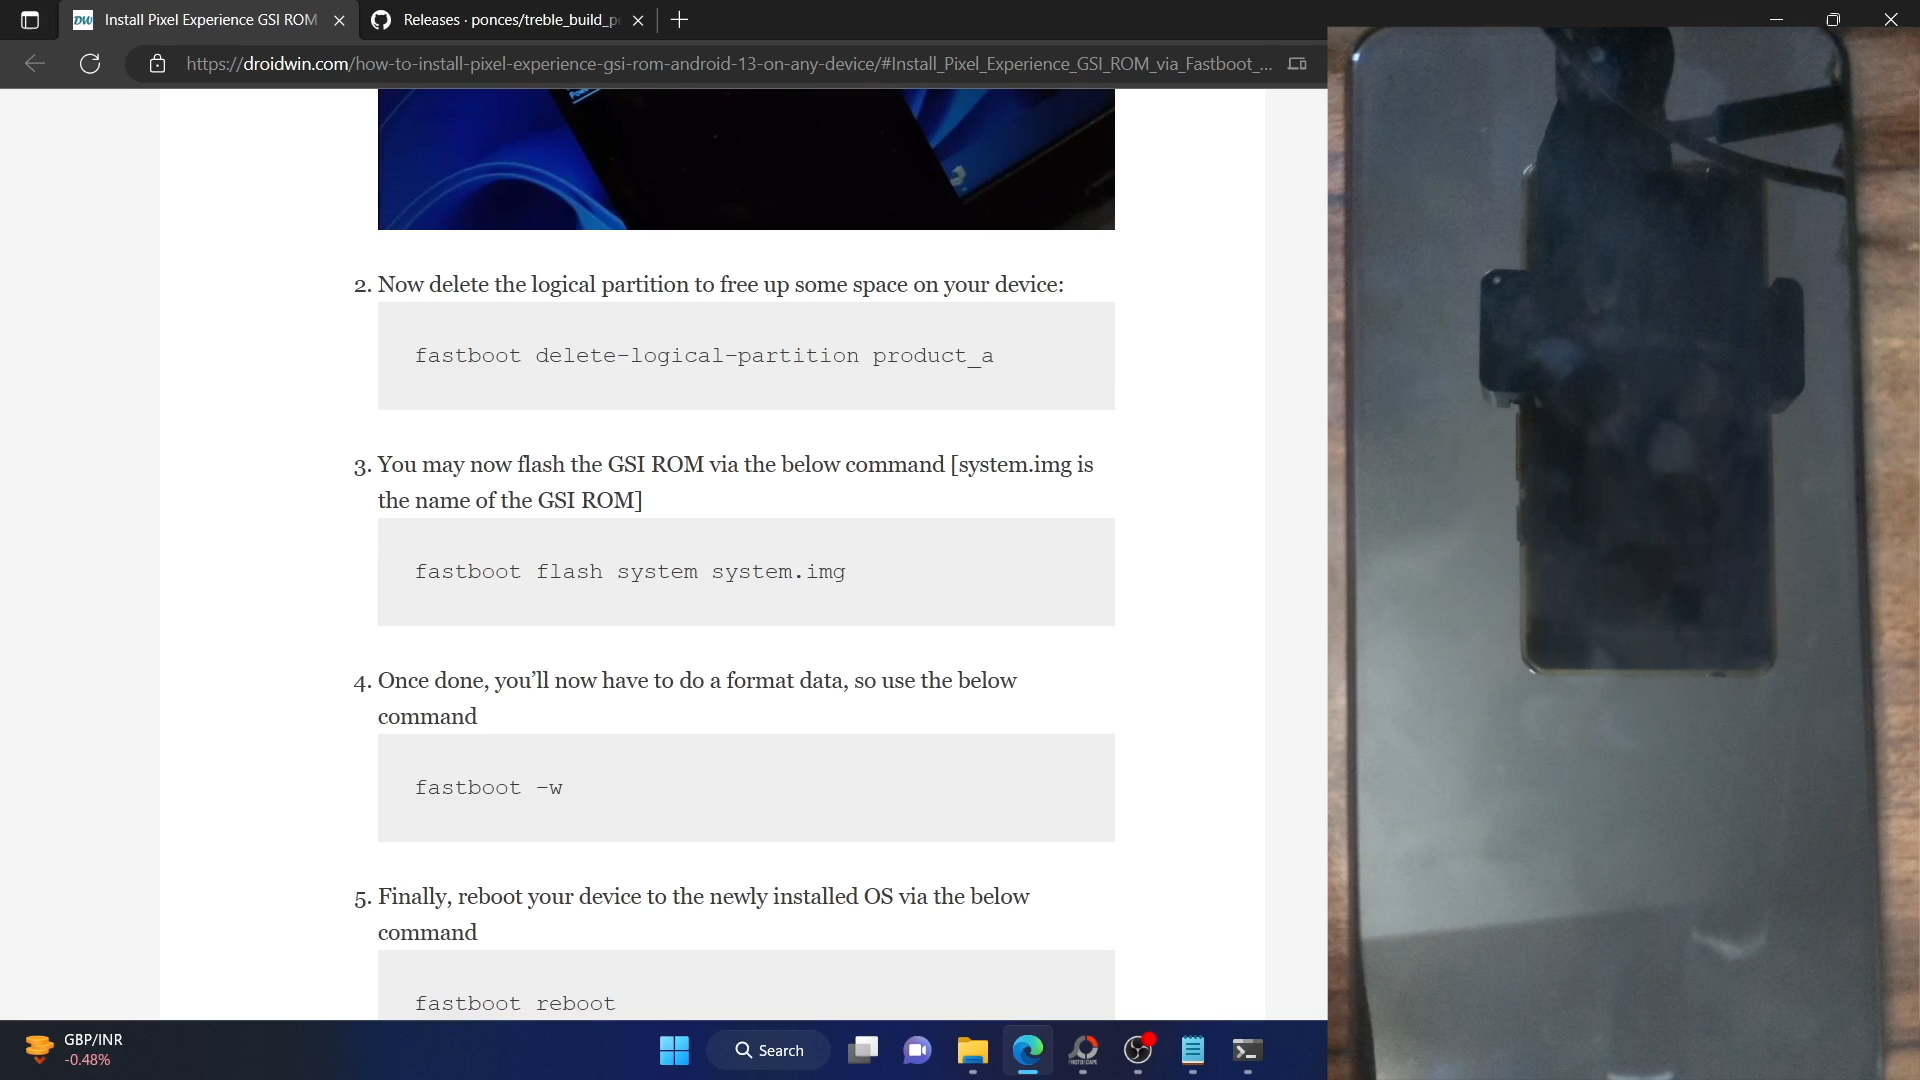 DW Install Pixel Experience GSI ROM
Releases · ponces/treble_build_p
https://droidwin.com/how-to-install-pixel-experience-gsi-rom-android-13-on-any-device/#Install_Pixel_Experience_GSI_ROM_via_Fastboot_...
2. Now delete the logical partition to free up some space on your device:
fastboot delete-logical-partition product_a
3. You may now flash the GSI ROM via the below command [system.img is
the name of the GSI ROM]
fastboot flash system system.img
4. Once done, you’ll now have to do a format data, so use the below
command
fastboot -w
5. Finally, reboot your device to the newly installed OS via the below
command
fastboot reboot
GBP/INR
-0.48%
Search